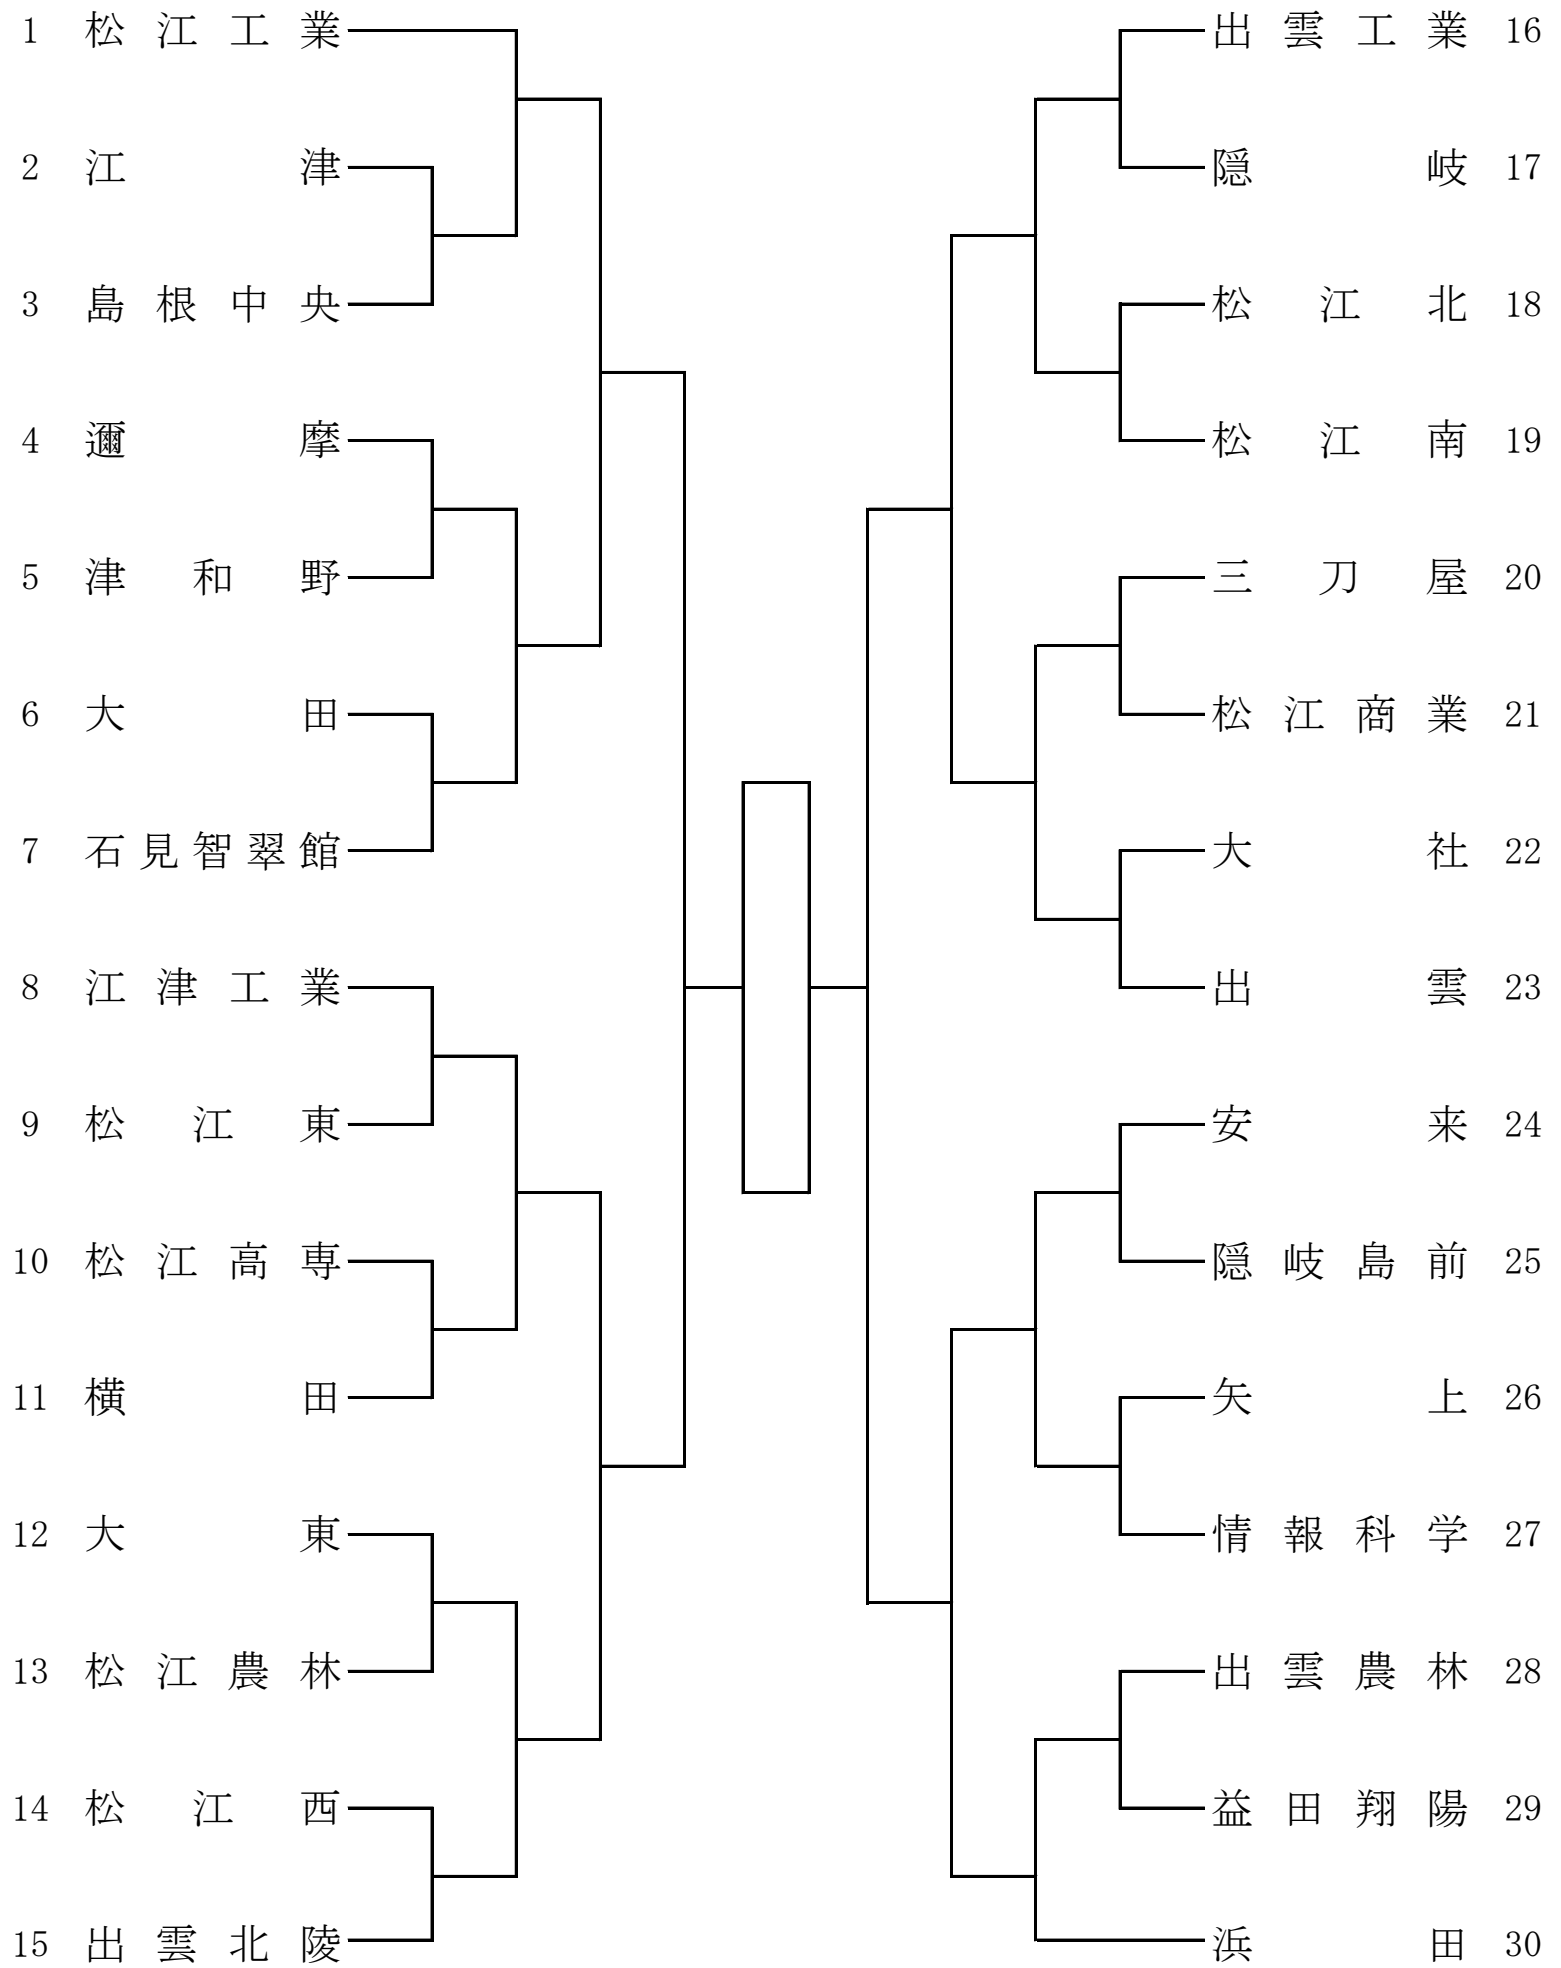 1 松江工業
2 江津
3 島根中央
4 邇摩
5 津和野
6 大田
7 石見智翠館
8 江津工業
9 松江東
10 松江高専
11 横田
12 大東
13 松江農林
14 松江西
15 出雲北陵
出雲工業 16
隠岐 17
松江北 18
松江南 19
三刀屋 20
松江商業 21
大社 22
出雲 23
安来 24
隠岐島前 25
矢上 26
情報科学 27
出雲農林 28
益田翔陽 29
浜田 30